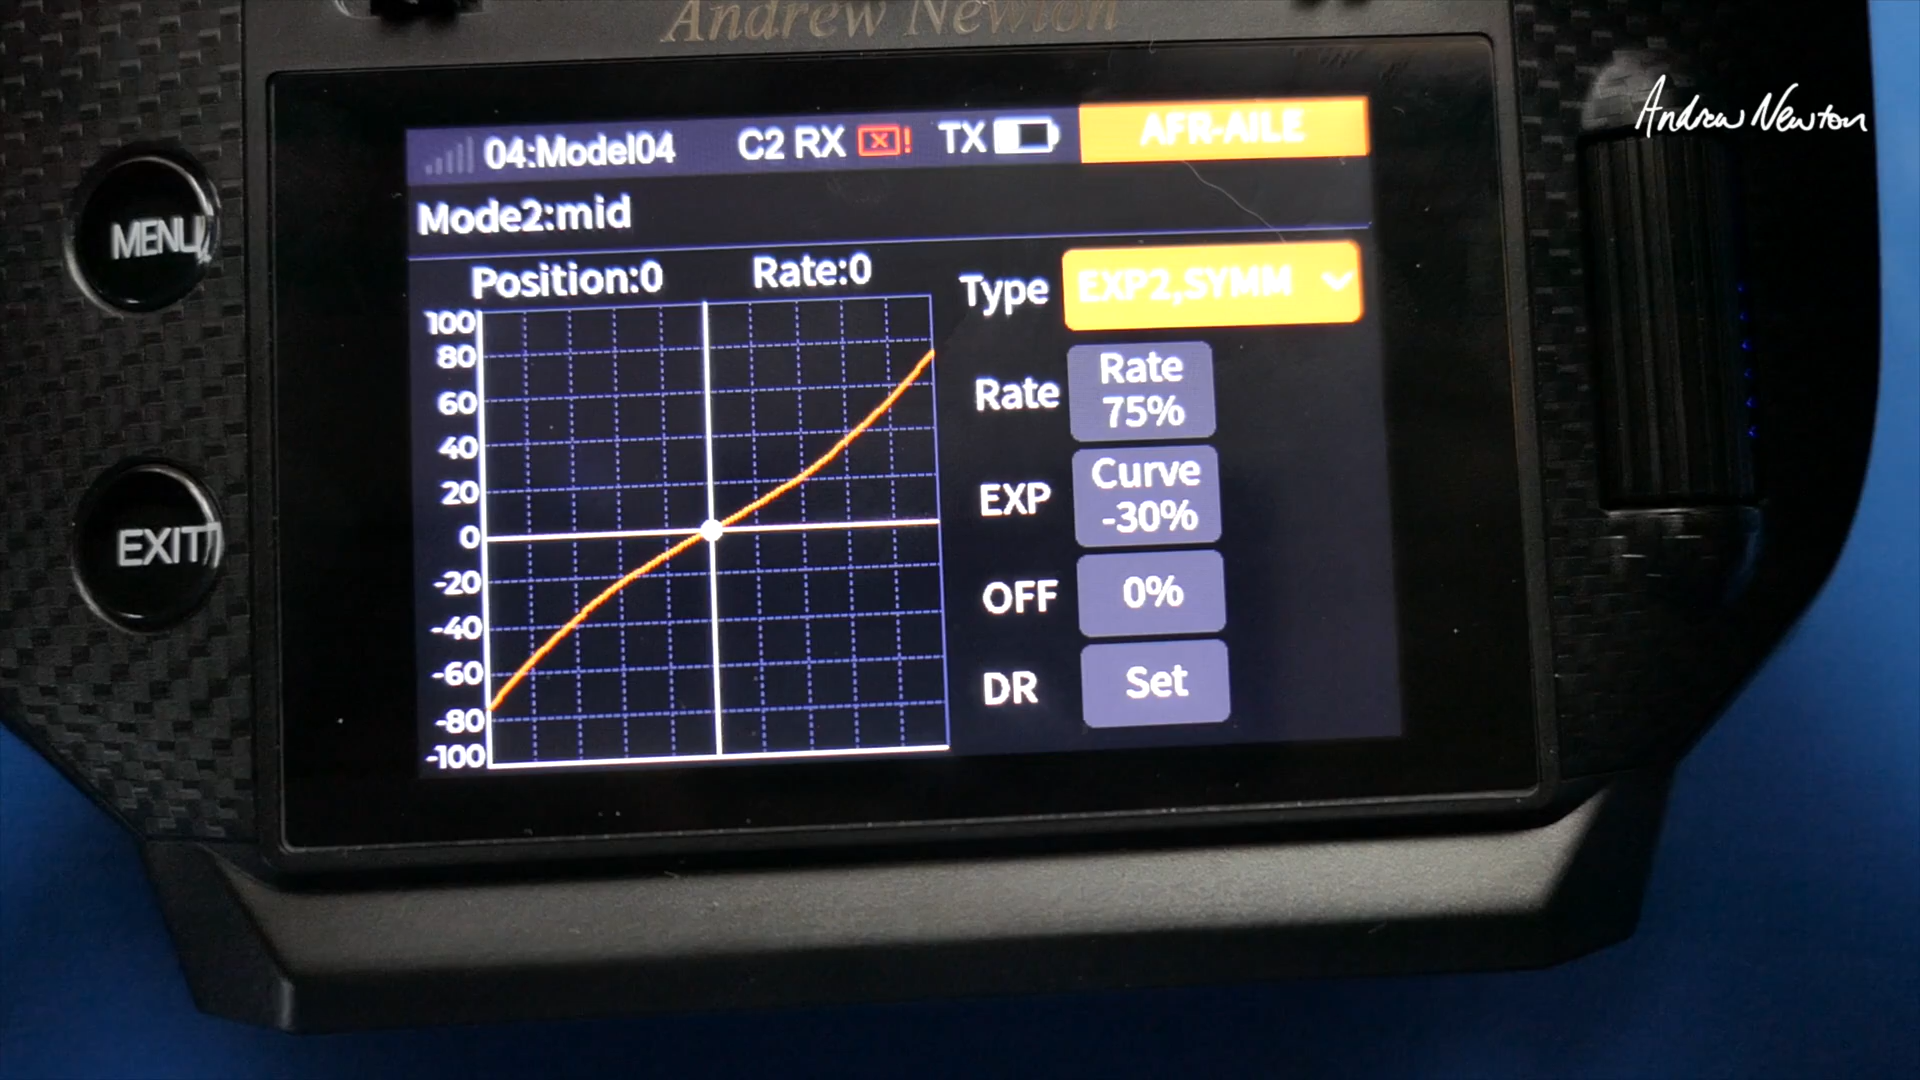 Andrew Newton
Andrew Newton
04:Model04 C2 RX x! TX AFR-AILE
Mode2:mid
Position:0 Rate:0
Type EXP2,SYMM
Rate Rate 75%
EXP Curve -30%
OFF 0%
DR Set
100
80
60
40
20
0
-20
-40
-60
-80
-100
MENU
EXIT